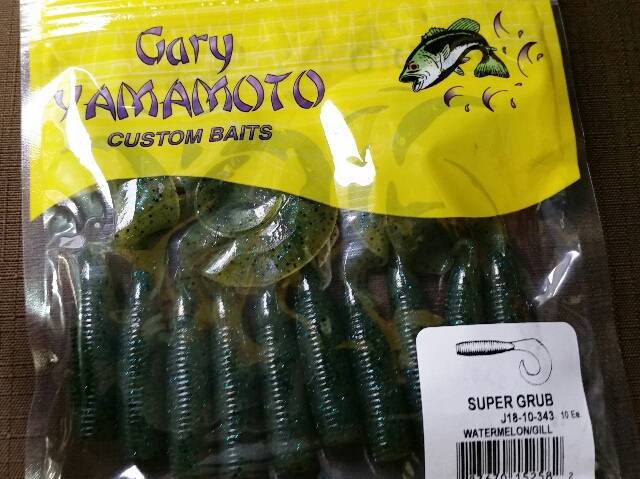 Gary
YAMAMOTO
CUSTOM BAITS
SUPER GRUB
J18-10-343 10 Ea.
WATERMELON/GILL